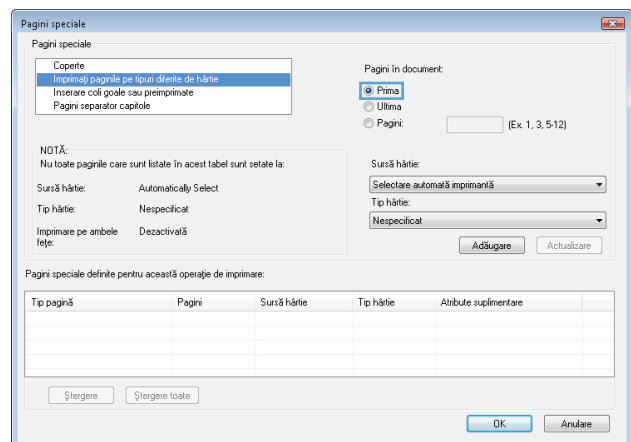 Pagini speciale
Pagini speciale
Coperte
Imprimați paginile pe tipuri diferite de hârtie
Inserare coli goale sau preimprimate
Pagini separator capitole
Pagini în document:
Prima
Ultima
Pagini:
(Ex. 1, 3, 5-12)
NOTĂ:
Nu toate paginile care sunt listate în acest tabel sunt setate la:
Sursă hârtie: Automatically Select
Tip hârtie: Nespecificat
Imprimare pe ambele fețe: Dezactivată
Sursă hârtie:
Selectare automată imprimantă
Tip hârtie:
Nespecificat
Adăugare Actualizare
Pagini speciale definite pentru această operație de imprimare:
Tip pagină Pagini Sursă hârtie Tip hârtie Atribute suplimentare
Ștergere Ștergere toate
OK Anulare